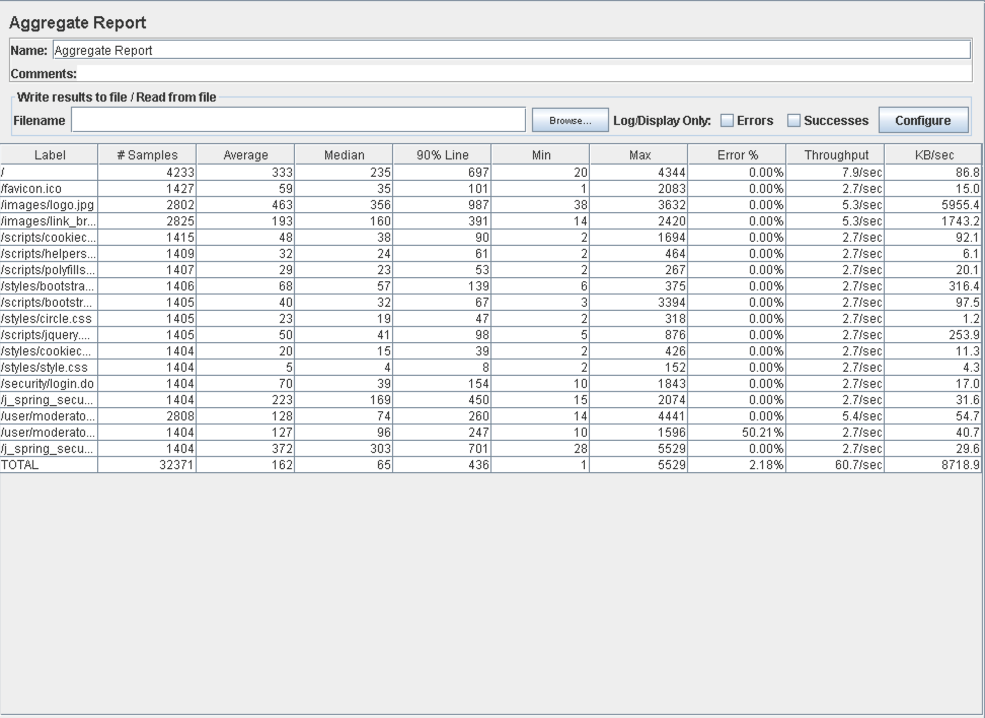 Aggregate Report
Name: Aggregate Report
Comments:
Write results to file / Read from file
Filename Browse... Log/Display Only: Errors Successes Configure
Label # Samples Average Median 90% Line Min Max Error % Throughput KB/sec
/ 4233 333 235 697 20 4344 0.00% 7.9/sec 86.8
/favicon.ico 1427 59 35 101 1 2083 0.00% 2.7/sec 15.0
/images/logo.jpg 2802 463 356 987 38 3632 0.00% 5.3/sec 5955.4
/images/link_br... 2825 193 160 391 14 2420 0.00% 5.3/sec 1743.2
/scripts/cookiec... 1415 48 38 90 2 1694 0.00% 2.7/sec 92.1
/scripts/helpers... 1409 32 24 61 2 464 0.00% 2.7/sec 6.1
/scripts/polyfills... 1407 29 23 53 2 267 0.00% 2.7/sec 20.1
/styles/bootstra... 1406 68 57 139 6 375 0.00% 2.7/sec 316.4
/scripts/bootstr... 1405 40 32 67 3 3394 0.00% 2.7/sec 97.5
/styles/circle.css 1405 23 19 47 2 318 0.00% 2.7/sec 1.2
/scripts/jquery.... 1405 50 41 98 5 876 0.00% 2.7/sec 253.9
/styles/cookiec... 1404 20 15 39 2 426 0.00% 2.7/sec 11.3
/styles/style.css 1404 5 4 8 2 152 0.00% 2.7/sec 4.3
/security/login.do 1404 70 39 154 10 1843 0.00% 2.7/sec 17.0
/j_spring_secu... 1404 223 169 450 15 2074 0.00% 2.7/sec 31.6
/user/moderato... 2808 128 74 260 14 4441 0.00% 5.4/sec 54.7
/user/moderato... 1404 127 96 247 10 1596 50.21% 2.7/sec 40.7
/j_spring_secu... 1404 372 303 701 28 5529 0.00% 2.7/sec 29.6
TOTAL 32371 162 65 436 1 5529 2.18% 60.7/sec 8718.9